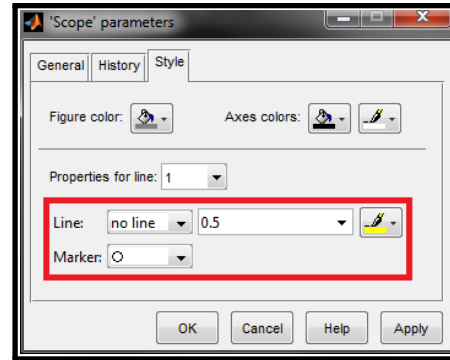 'Scope' parameters
General History Style
Figure color: Axes colors:
Properties for line: 1
Line: no line 0.5
Marker:
OK Cancel Help Apply